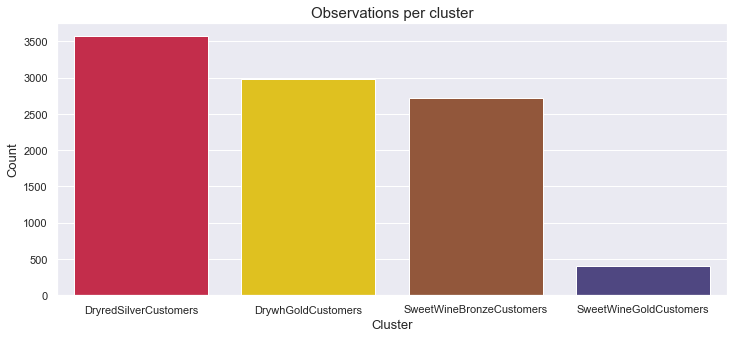 Observations per cluster
Count
3500
3000
2500
2000
1500
1000
500
0
DryredSilverCustomers DrywhGoldCustomers SweetWineBronzeCustomers SweetWineGoldCustomers
Cluster